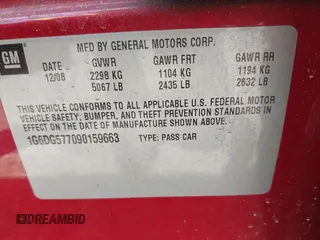 GM
MFD BY GENERAL MOTORS CORP.
DATE GVWR GAWR FRT GAWR RR
12/08 2298 KG 1104 KG 1194 KG
5067 LB 2435 LB 2632 LB
THIS VEHICLE CONFORMS TO ALL APPLICABLE U.S. FEDERAL MOTOR
VEHICLE SAFETY, BUMPER, AND THEFT PREVENTION STANDARDS
IN EFFECT ON THE DATE OF MANUFACTURE SHOWN ABOVE.
1G6DG577090159663 TYPE: PASS CAR
DREAMBID